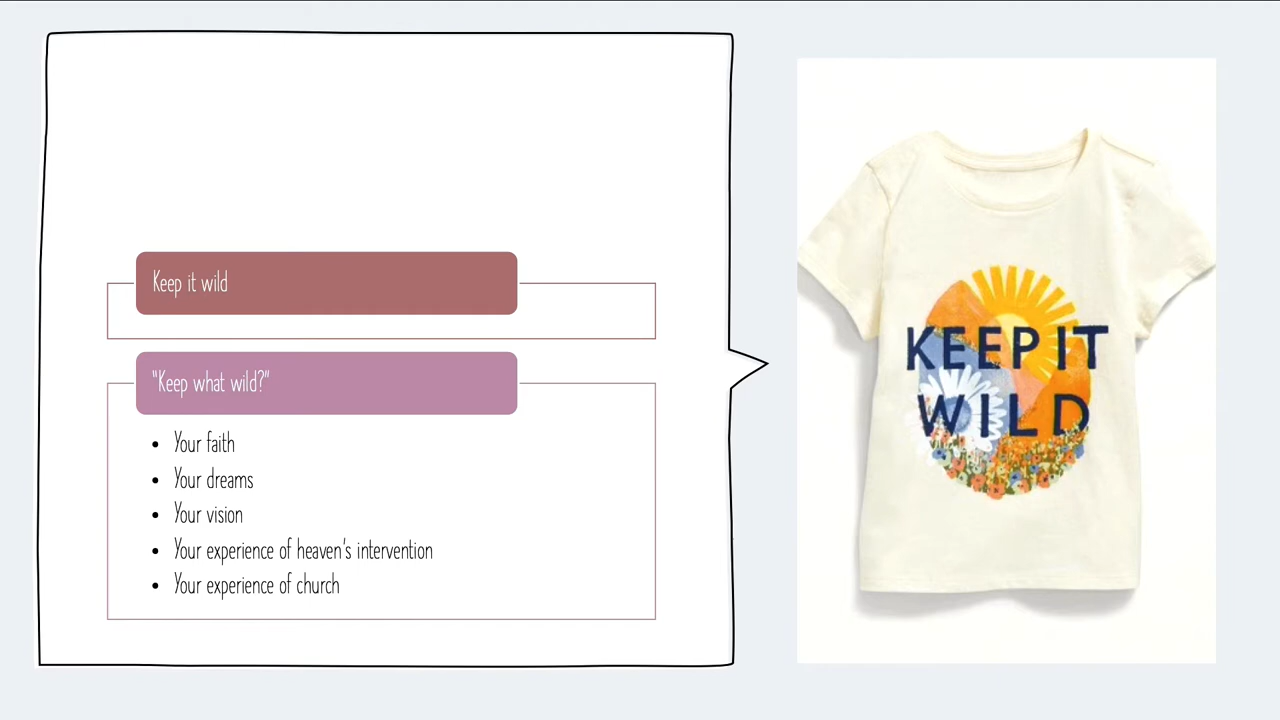 Keep it wild
"Keep what wild?"
• Your faith
• Your dreams
• Your vision
• Your experience of heaven's intervention
• Your experience of church
KEEP IT
WILD